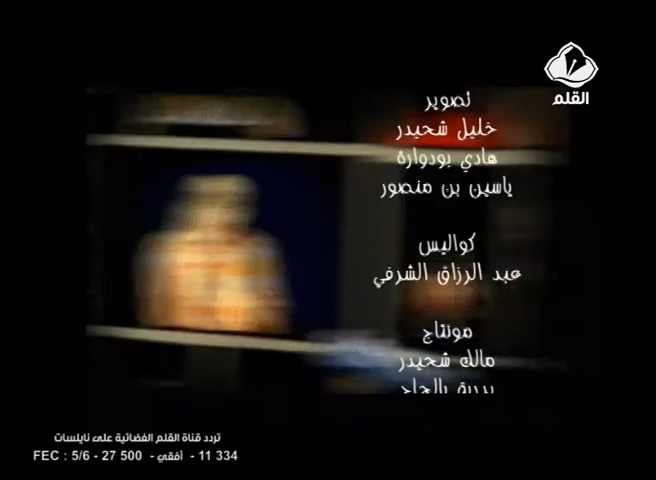 القلم
تصوير
خليل شحيدر
هادي بودوارة
ياسين بن منصور
كواليس
عبد الرزاق الشرفي
مونتاج
مالك شحيدر
بالحاج
تردد قناة القلم الفضائية على نايلسات
11 334 - أفقي - 27 500 - FEC : 5/6